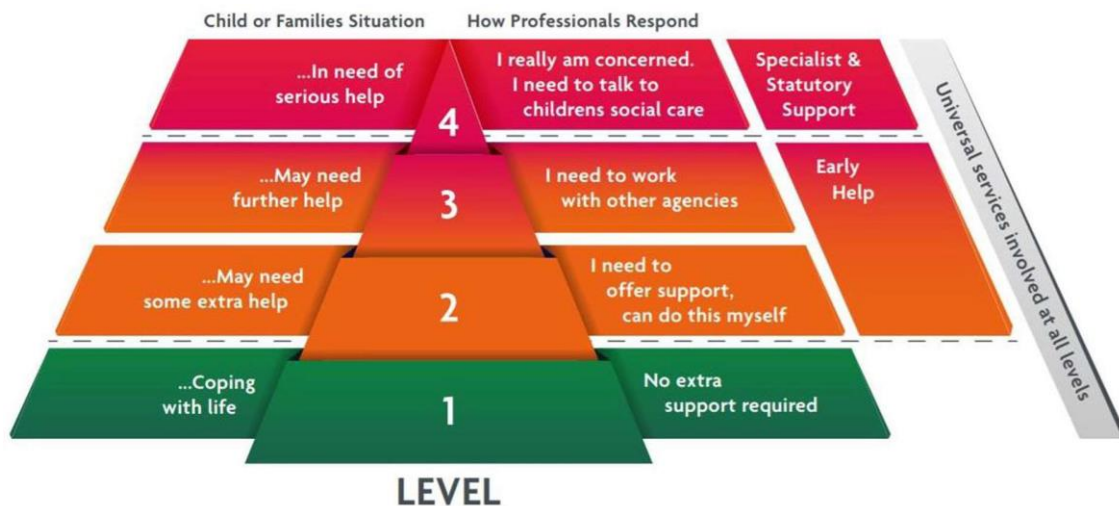 Child or Families Situation
How Professionals Respond
...In need of
serious help
4
I really am concerned.
I need to talk to
childrens social care
Specialist &
Statutory
Support
...May need
further help
3
I need to work
with other agencies
Early
Help
...May need
some extra help
2
I need to
offer support,
can do this myself
...Coping
with life
1
No extra
support required
Universal services involved at all levels
LEVEL